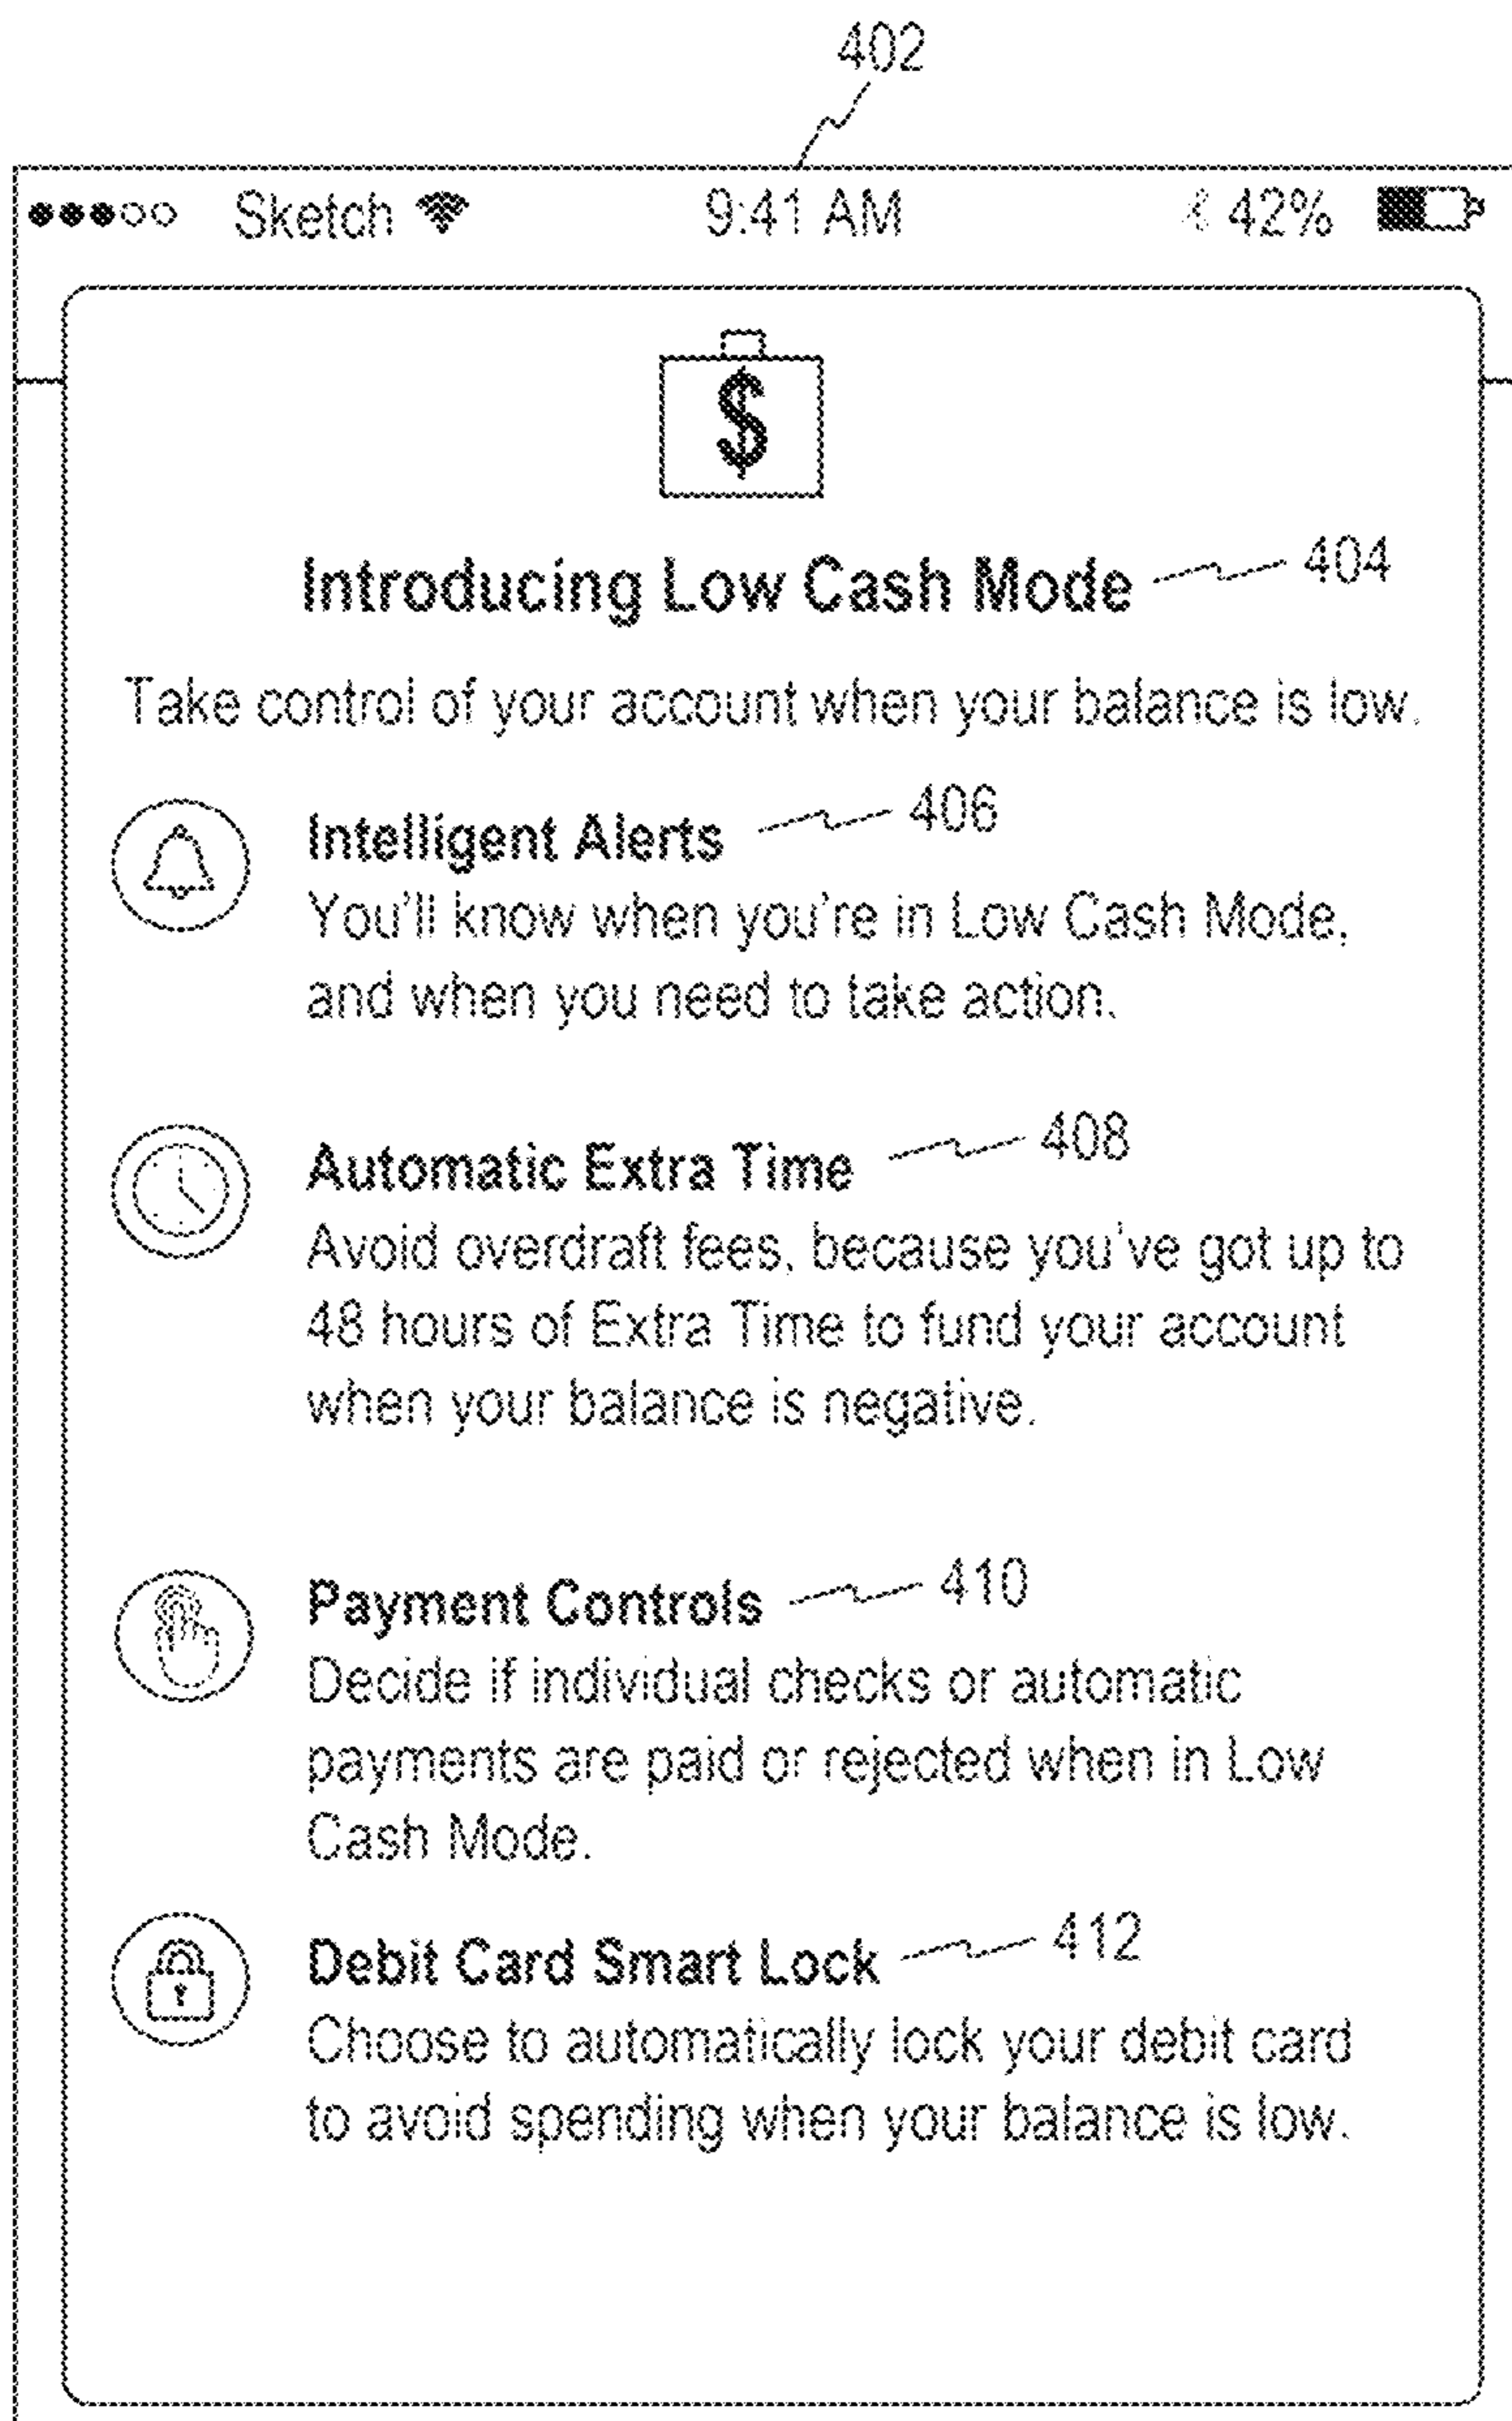 402
Sketch 9:41 AM 42%
$
Introducing Low Cash Mode 404
Take control of your account when your balance is low.
Intelligent Alerts 406
You'll know when you're in Low Cash Mode,
and when you need to take action.
Automatic Extra Time 408
Avoid overdraft fees, because you've got up to
48 hours of Extra Time to fund your account
when your balance is negative.
Payment Controls 410
Decide if individual checks or automatic
payments are paid or rejected when in Low
Cash Mode.
Debit Card Smart Lock 412
Choose to automatically lock your debit card
to avoid spending when your balance is low.